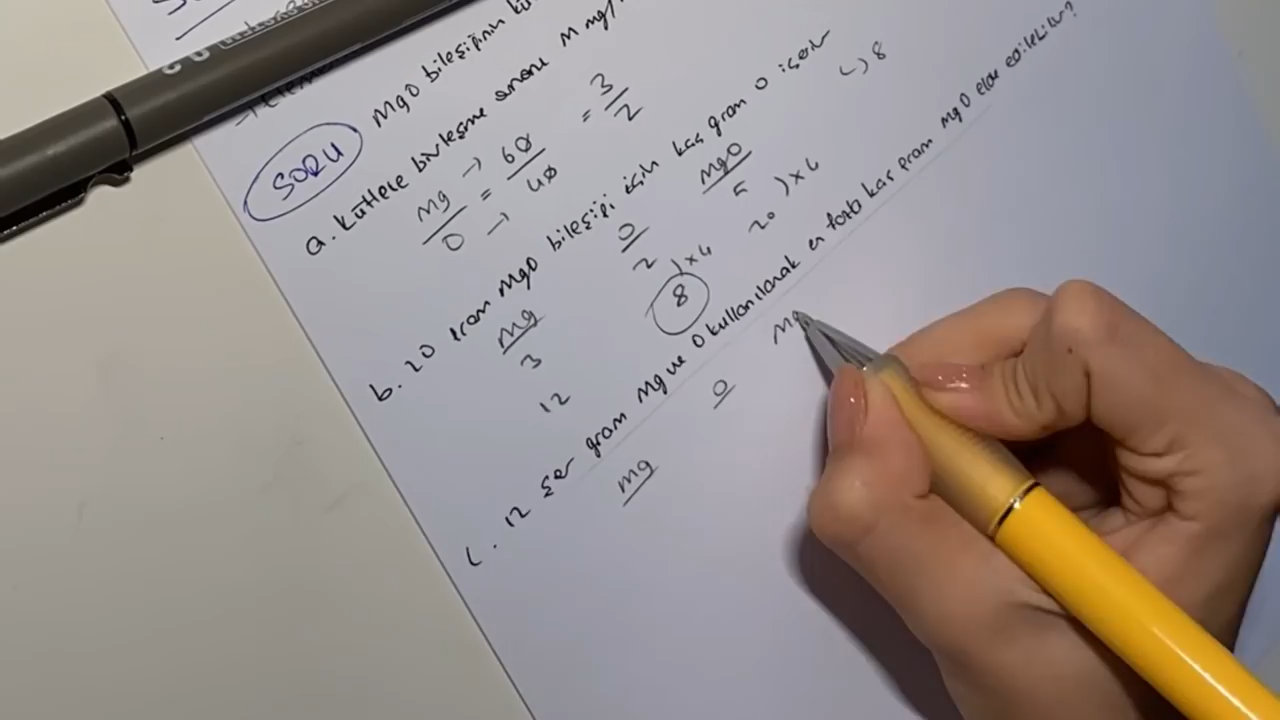 SORU MgO bileşiğinin
a. Kütlece birleşme oranı
Mg → 60 = 3
O → 40 2
b. 20 gram MgO bileşiği için kaç gram O içerir
Mg O MgO () 8
3 2 5
12 )x4 20 )x4
8
c. 12 şer gram Mg ve O kullanılarak en fazla kaç gram MgO elde edilebilir?
Mg O Mg